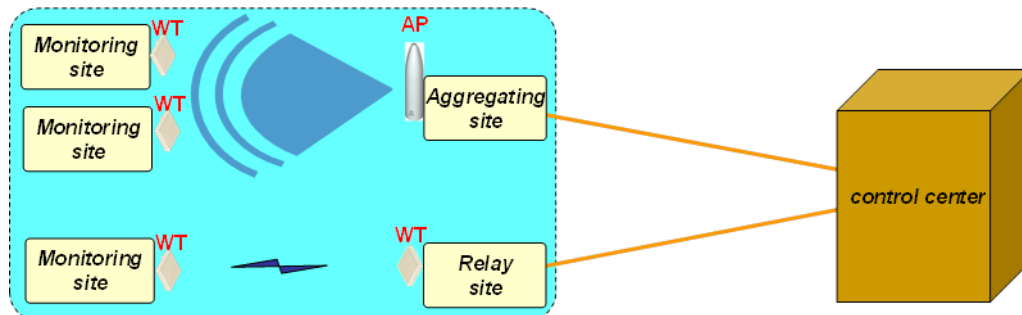 WT
Monitoring
site
AP
WT
Monitoring
site
Aggregating
site
control center
WT
Monitoring
site
WT
Relay
site